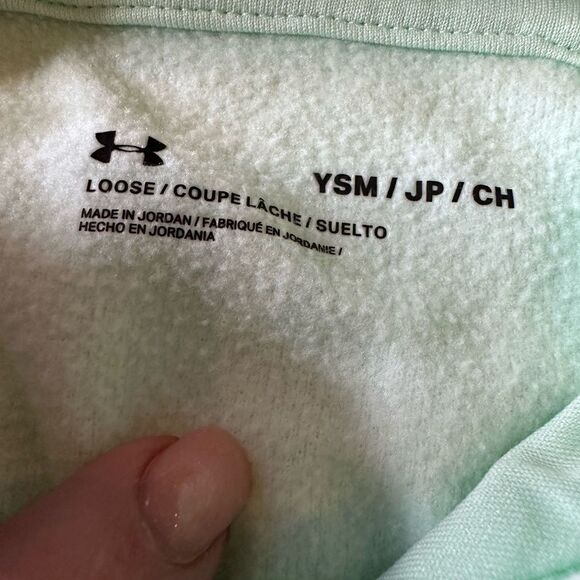 YSM / JP / CH
LOOSE / COUPE LÂCHE / SUELTO
MADE IN JORDAN / FABRIQUÉ EN JORDANIE /
HECHO EN JORDANIA